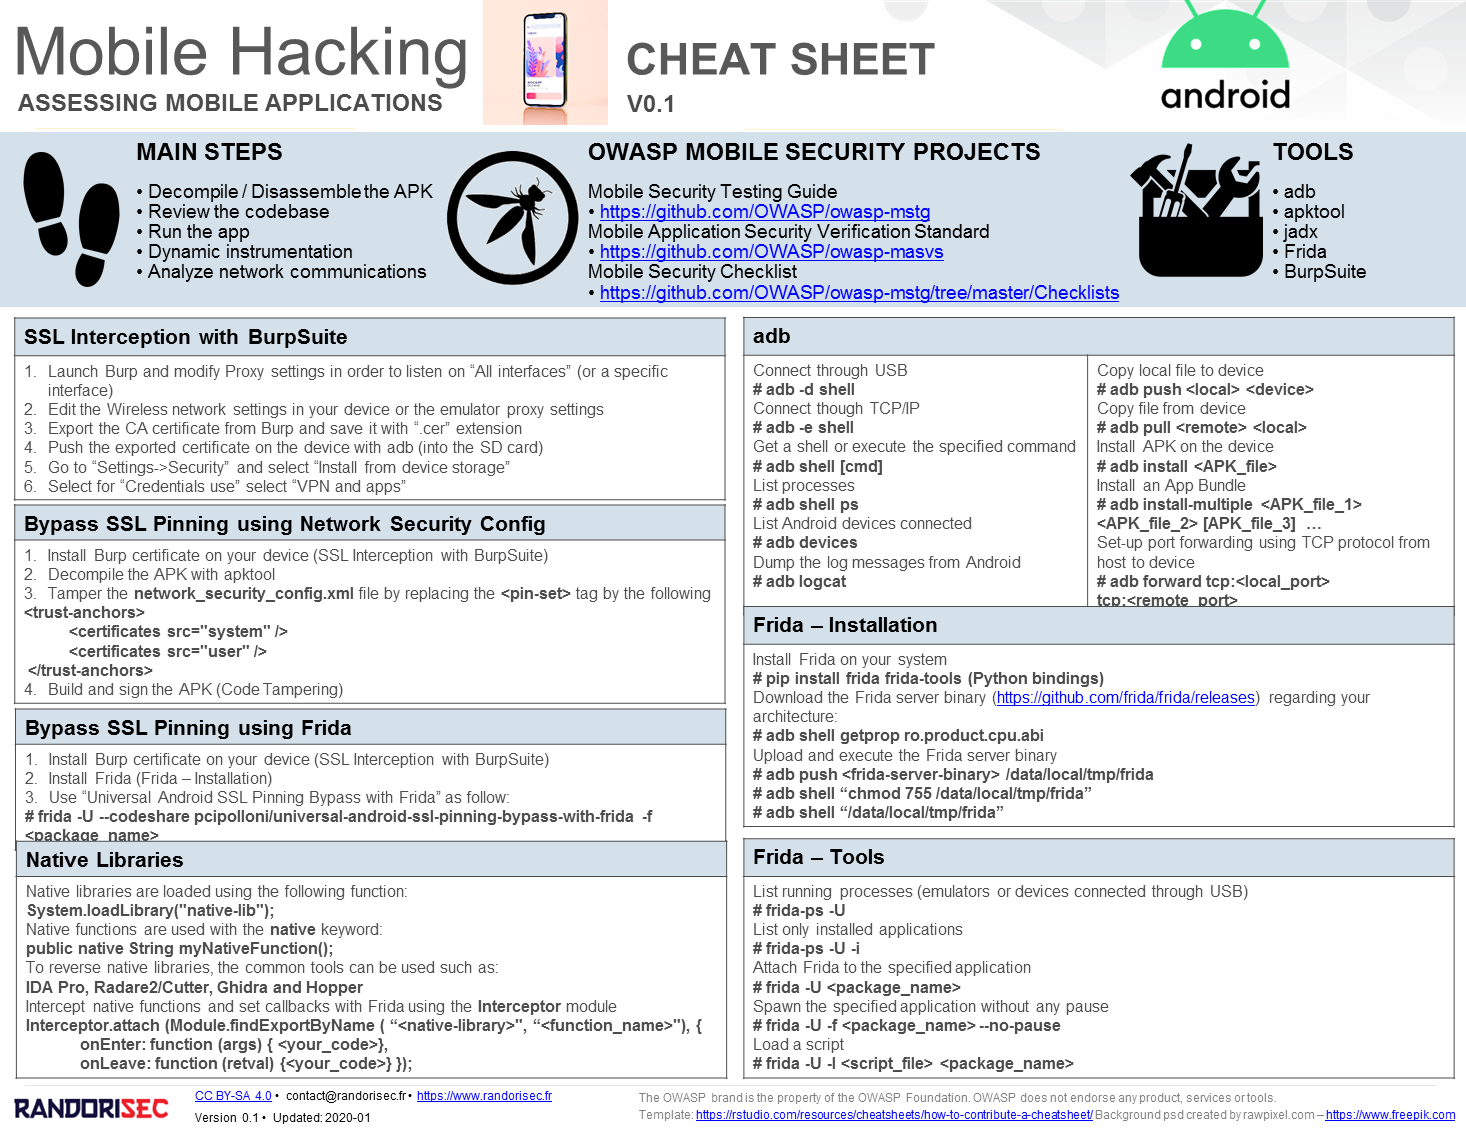 Mobile Hacking
ASSESSING MOBILE APPLICATIONS
CHEAT SHEET
V0.1
android
MAIN STEPS
• Decompile / Disassemble the APK
• Review the codebase
• Run the app
• Dynamic instrumentation
• Analyze network communications
OWASP MOBILE SECURITY PROJECTS
Mobile Security Testing Guide
• https://github.com/OWASP/owasp-mstg
Mobile Application Security Verification Standard
• https://github.com/OWASP/owasp-masvs
Mobile Security Checklist
• https://github.com/OWASP/owasp-mstg/tree/master/Checklists
TOOLS
• adb
• apktool
• jadx
• Frida
• BurpSuite
SSL Interception with BurpSuite
1. Launch Burp and modify Proxy settings in order to listen on “All interfaces” (or a specific
interface)
2. Edit the Wireless network settings in your device or the emulator proxy settings
3. Export the CA certificate from Burp and save it with “.cer” extension
4. Push the exported certificate on the device with adb (into the SD card)
5. Go to “Settings->Security” and select “Install from device storage”
6. Select for “Credentials use” select “VPN and apps”
Bypass SSL Pinning using Network Security Config
1. Install Burp certificate on your device (SSL Interception with BurpSuite)
2. Decompile the APK with apktool
3. Tamper the network_security_config.xml file by replacing the <pin-set> tag by the following
<trust-anchors>
<certificates src="system" />
<certificates src="user" />
</trust-anchors>
4. Build and sign the APK (Code Tampering)
Bypass SSL Pinning using Frida
1. Install Burp certificate on your device (SSL Interception with BurpSuite)
2. Install Frida (Frida – Installation)
3. Use “Universal Android SSL Pinning Bypass with Frida” as follow:
# frida -U --codeshare pcipolloni/universal-android-ssl-pinning-bypass-with-frida -f
<package_name>
Native Libraries
Native libraries are loaded using the following function:
System.loadLibrary("native-lib");
Native functions are used with the native keyword:
public native String myNativeFunction();
To reverse native libraries, the common tools can be used such as:
IDA Pro, Radare2/Cutter, Ghidra and Hopper
Intercept native functions and set callbacks with Frida using the Interceptor module
Interceptor.attach (Module.findExportByName ( “<native-library>", “<function_name>"), {
onEnter: function (args) { <your_code>},
onLeave: function (retval) {<your_code>} });
adb
Connect through USB
# adb -d shell
Connect though TCP/IP
# adb -e shell
Get a shell or execute the specified command
# adb shell [cmd]
List processes
# adb shell ps
List Android devices connected
# adb devices
Dump the log messages from Android
# adb logcat
Copy local file to device
# adb push <local> <device>
Copy file from device
# adb pull <remote> <local>
Install APK on the device
# adb install <APK_file>
Install an App Bundle
# adb install-multiple <APK_file_1>
<APK_file_2> [APK_file_3] …
Set-up port forwarding using TCP protocol from
host to device
# adb forward tcp:<local_port>
tcp:<remote_port>
Frida – Installation
Install Frida on your system
# pip install frida frida-tools (Python bindings)
Download the Frida server binary (https://github.com/frida/frida/releases) regarding your
architecture:
# adb shell getprop ro.product.cpu.abi
Upload and execute the Frida server binary
# adb push <frida-server-binary> /data/local/tmp/frida
# adb shell “chmod 755 /data/local/tmp/frida”
# adb shell “/data/local/tmp/frida”
Frida – Tools
List running processes (emulators or devices connected through USB)
# frida-ps -U
List only installed applications
# frida-ps -U -i
Attach Frida to the specified application
# frida -U <package_name>
Spawn the specified application without any pause
# frida -U -f <package_name> --no-pause
Load a script
# frida -U -l <script_file> <package_name>
RANDORISEC
CC BY-SA 4.0 • contact@randorisec.fr • https://www.randorisec.fr
Version 0.1 • Updated: 2020-01
The OWASP brand is the property of the OWASP Foundation. OWASP does not endorse any product, services or tools.
Template: https://rstudio.com/resources/cheatsheets/how-to-contribute-a-cheatsheet/ Background psd created by rawpixel.com – https://www.freepik.com